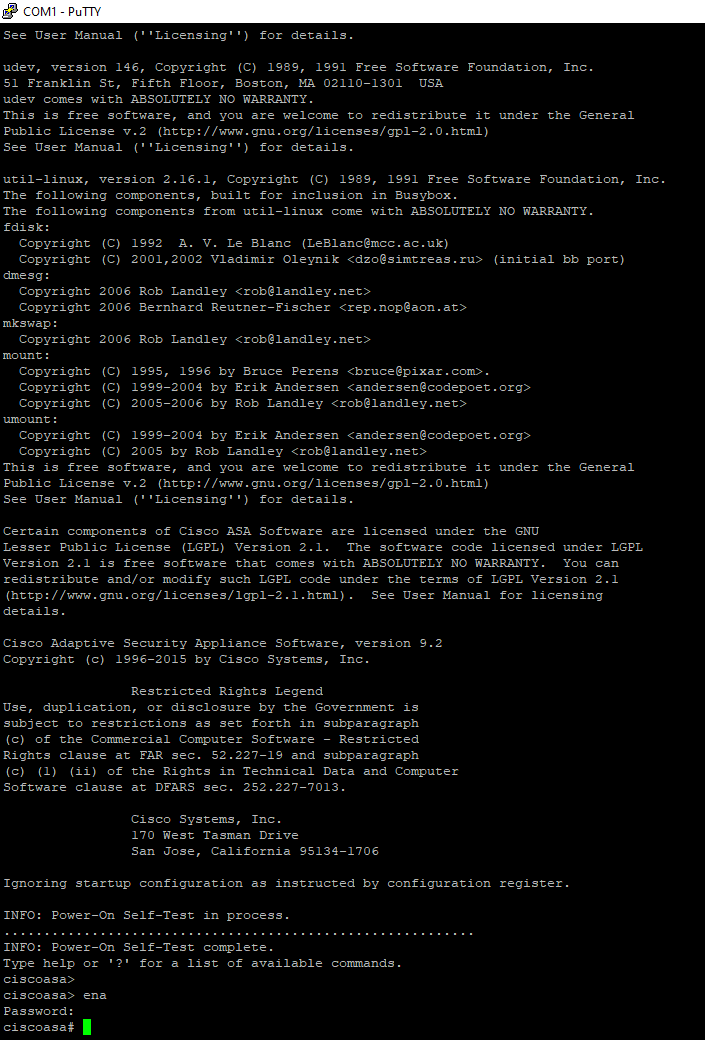 COM1 - PuTTY
See User Manual (''Licensing'') for details.
udev, version 146, Copyright (C) 1989, 1991 Free Software Foundation, Inc.
51 Franklin St, Fifth Floor, Boston, MA 02110-1301  USA
udev comes with ABSOLUTELY NO WARRANTY.
This is free software, and you are welcome to redistribute it under the General
Public License v.2 (http://www.gnu.org/licenses/gpl-2.0.html)
See User Manual (''Licensing'') for details.
util-linux, version 2.16.1, Copyright (C) 1989, 1991 Free Software Foundation, Inc.
The following components, built for inclusion in Busybox.
The following components from util-linux come with ABSOLUTELY NO WARRANTY.
fdisk:
  Copyright (C) 1992  A. V. Le Blanc (LeBlanc@mcc.ac.uk)
  Copyright (C) 2001,2002 Vladimir Oleynik <dzo@simtreas.ru> (initial bb port)
dmesg:
  Copyright 2006 Rob Landley <rob@landley.net>
  Copyright 2006 Bernhard Reutner-Fischer <rep.nop@aon.at>
mkswap:
  Copyright 2006 Rob Landley <rob@landley.net>
mount:
  Copyright (C) 1995, 1996 by Bruce Perens <bruce@pixar.com>.
  Copyright (C) 1999-2004 by Erik Andersen <andersen@codepoet.org>
  Copyright (C) 2005-2006 by Rob Landley <rob@landley.net>
umount:
  Copyright (C) 1999-2004 by Erik Andersen <andersen@codepoet.org>
  Copyright (C) 2005 by Rob Landley <rob@landley.net>
This is free software, and you are welcome to redistribute it under the General
Public License v.2 (http://www.gnu.org/licenses/gpl-2.0.html)
See User Manual (''Licensing'') for details.
Certain components of Cisco ASA Software are licensed under the GNU
Lesser Public License (LGPL) Version 2.1.  The software code licensed under LGPL
Version 2.1 is free software that comes with ABSOLUTELY NO WARRANTY.  You can
redistribute and/or modify such LGPL code under the terms of LGPL Version 2.1
(http://www.gnu.org/licenses/lgpl-2.1.html).  See User Manual for licensing
details.
Cisco Adaptive Security Appliance Software, version 9.2
Copyright (c) 1996-2015 by Cisco Systems, Inc.
                Restricted Rights Legend
Use, duplication, or disclosure by the Government is
subject to restrictions as set forth in subparagraph
(c) of the Commercial Computer Software - Restricted
Rights clause at FAR sec. 52.227-19 and subparagraph
(c) (1) (ii) of the Rights in Technical Data and Computer
Software clause at DFARS sec. 252.227-7013.
                Cisco Systems, Inc.
                170 West Tasman Drive
                San Jose, California 95134-1706
Ignoring startup configuration as instructed by configuration register.
INFO: Power-On Self-Test in process.
...........................................................
INFO: Power-On Self-Test complete.
Type help or '?' for a list of available commands.
ciscoasa>
ciscoasa> ena
Password:
ciscoasa#